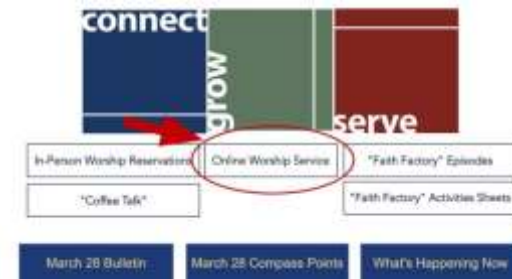 connect
grow
serve
In-Person Worship Reservations
Online Worship Service
"Faith Factory" Episodes
"Coffee Talk"
"Faith Factory" Activities Sheets
March 28 Bulletin
March 28 Compass Points
What's Happening Now